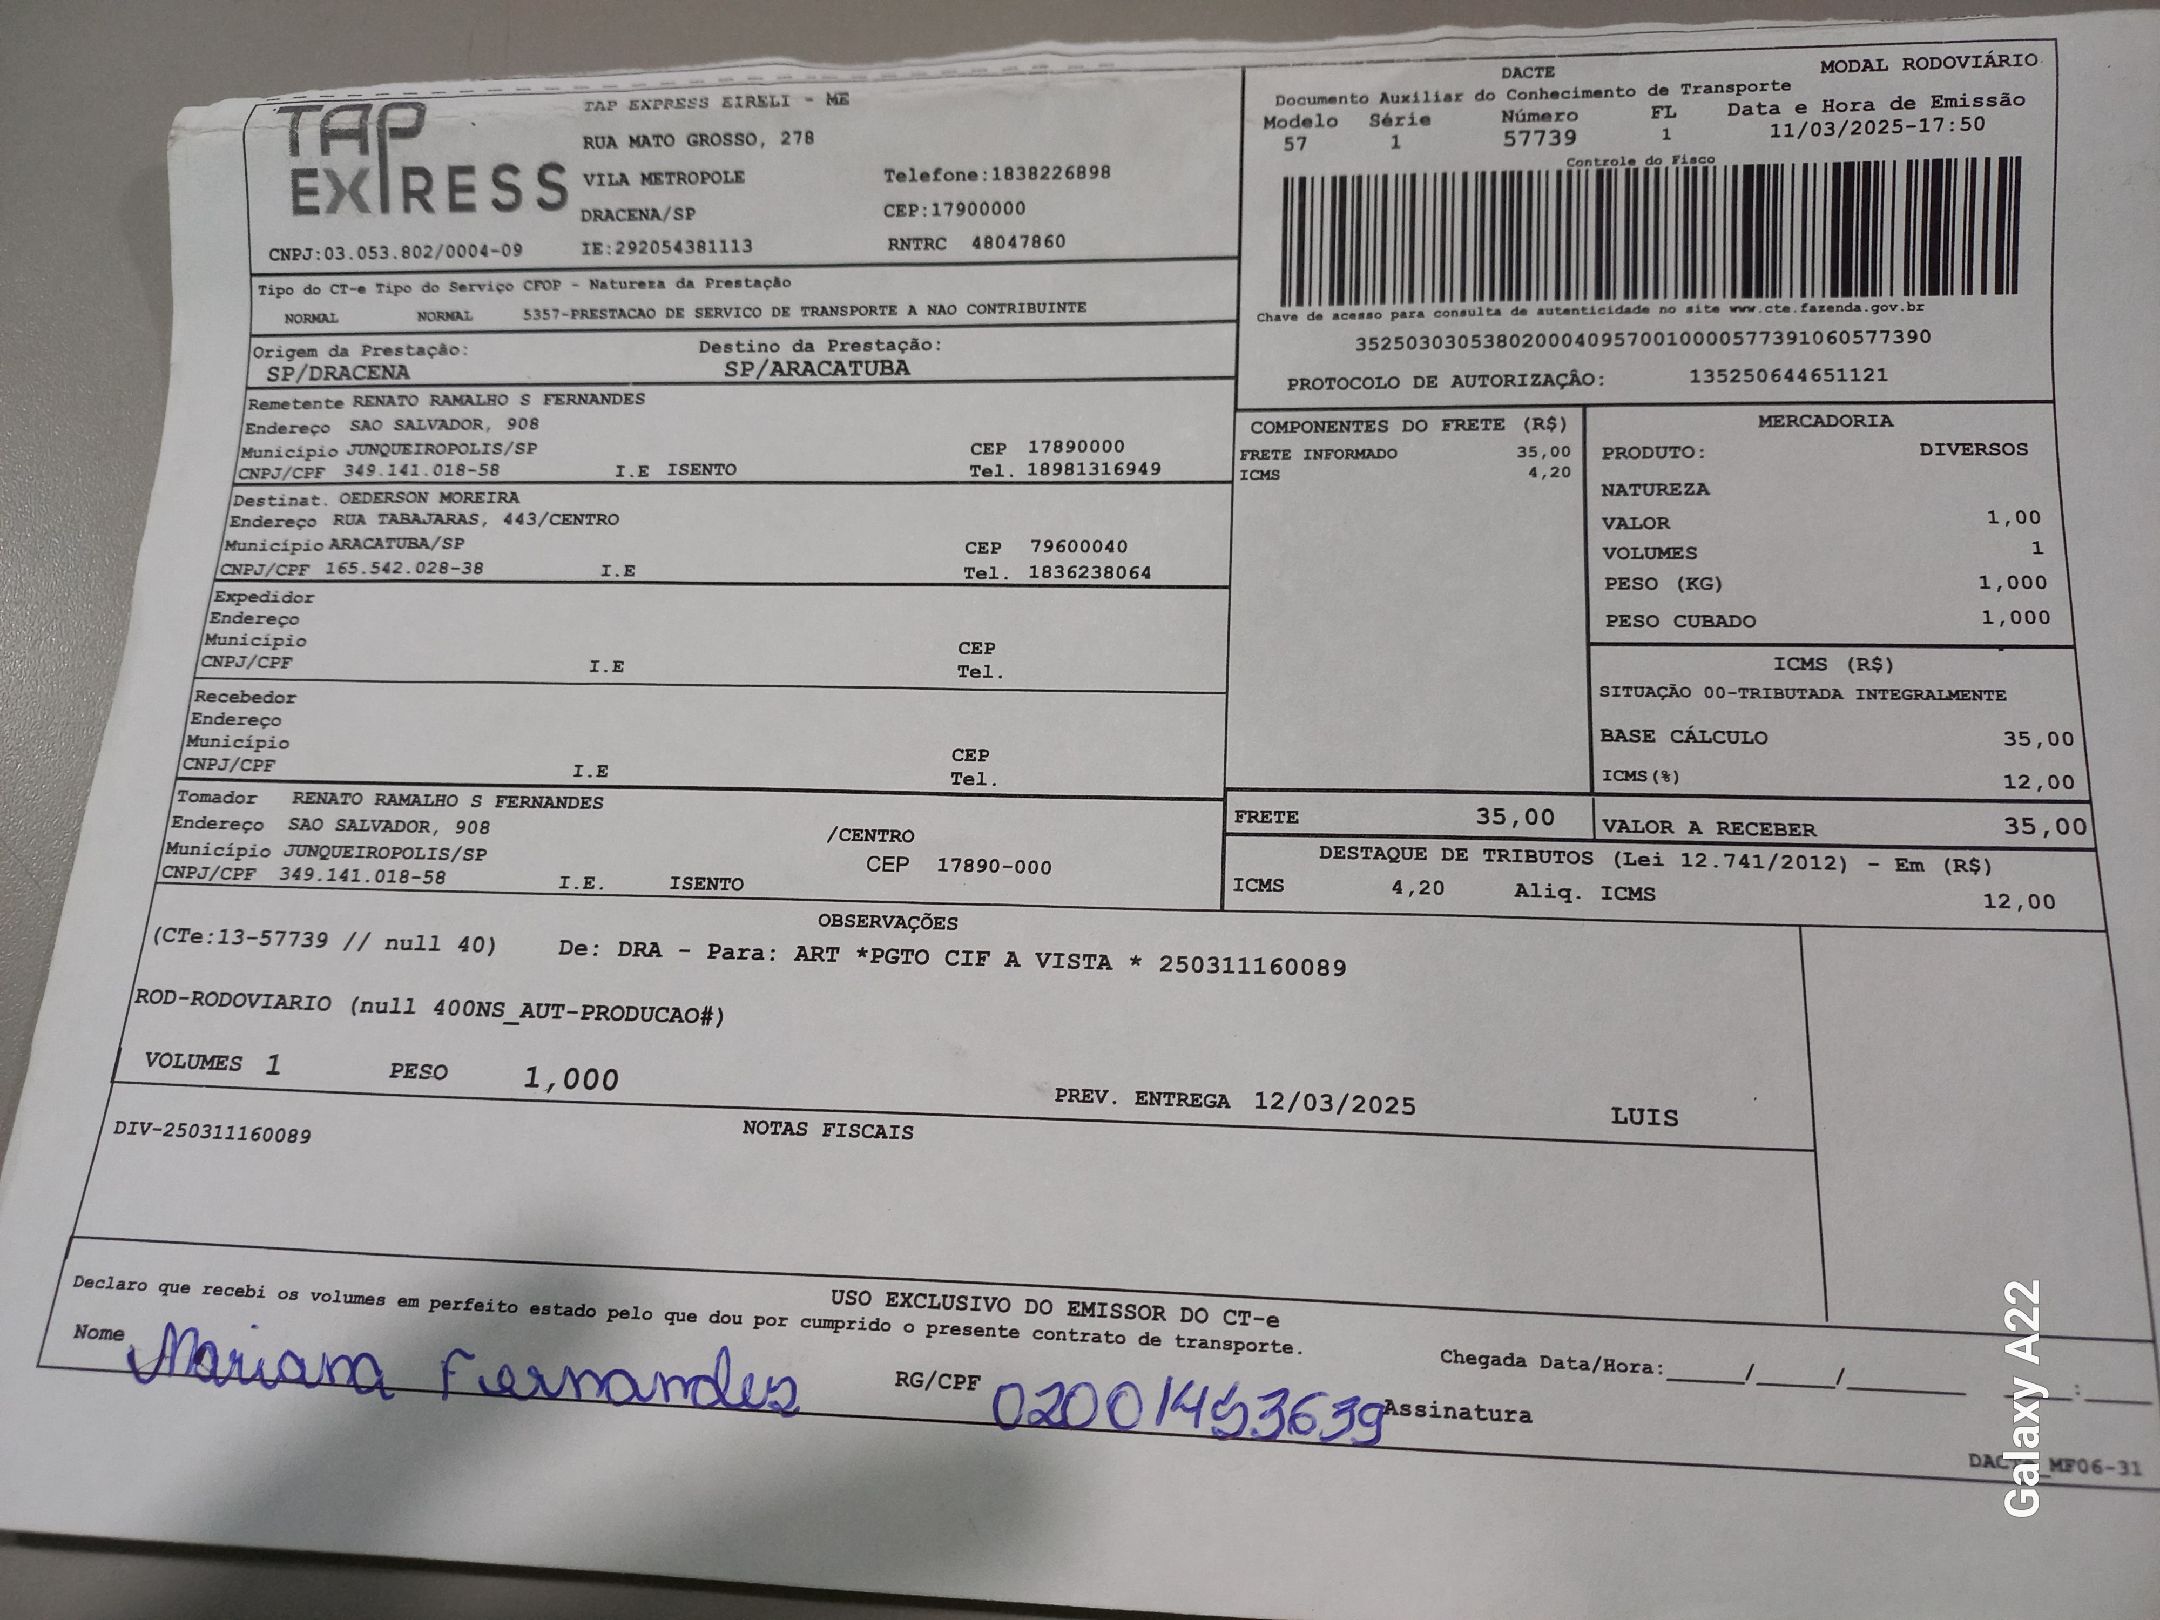 TAP EXPRESS
TAP EXPRESS EIRELI - ME
RUA MATO GROSSO, 278
VILA METROPOLE Telefone:1838226898
DRACENA/SP CEP:17900000
CNPJ:03.053.802/0004-09 IE:292054381113 RNTRC 48047860
DACTE MODAL RODOVIÁRIO
Documento Auxiliar do Conhecimento de Transporte
Modelo Série Número FL Data e Hora de Emissão
57 1 57739 1 11/03/2025-17:50
Controle do Fisco
Chave de acesso para consulta de autenticidade no site www.cte.fazenda.gov.br
35250303053802000409570010000577391060577390
PROTOCOLO DE AUTORIZAÇÂO: 135250644651121
Tipo do CT-e Tipo do Serviço CFOP - Natureza da Prestação
NORMAL NORMAL 5357-PRESTACAO DE SERVICO DE TRANSPORTE A NAO CONTRIBUINTE
Origem da Prestação: Destino da Prestação:
SP/DRACENA SP/ARACATUBA
Remetente RENATO RAMALHO S FERNANDES
Endereço SAO SALVADOR, 908
Município JUNQUEIROPOLIS/SP CEP 17890000
CNPJ/CPF 349.141.018-58 I.E ISENTO Tel. 18981316949
Destinat. OEDERSON MOREIRA
Endereço RUA TABAJARAS, 443/CENTRO
Município ARACATUBA/SP CEP 79600040
CNPJ/CPF 165.542.028-38 I.E Tel. 1836238064
Expedidor
Endereço
Município CEP
CNPJ/CPF I.E Tel.
Recebedor
Endereço
Município CEP
CNPJ/CPF I.E Tel.
Tomador RENATO RAMALHO S FERNANDES
Endereço SAO SALVADOR, 908 /CENTRO
Município JUNQUEIROPOLIS/SP CEP 17890-000
CNPJ/CPF 349.141.018-58 I.E. ISENTO
COMPONENTES DO FRETE (R$)
FRETE INFORMADO 35,00
ICMS 4,20
MERCADORIA
PRODUTO: DIVERSOS
NATUREZA
VALOR 1,00
VOLUMES 1
PESO (KG) 1,000
PESO CUBADO 1,000
ICMS (R$)
SITUAÇÃO 00-TRIBUTADA INTEGRALMENTE
BASE CÁLCULO 35,00
ICMS(%) 12,00
FRETE 35,00 VALOR A RECEBER 35,00
DESTAQUE DE TRIBUTOS (Lei 12.741/2012) - Em (R$)
ICMS 4,20 Aliq. ICMS 12,00
OBSERVAÇÕES
(CTe:13-57739 // null 40) De: DRA - Para: ART *PGTO CIF A VISTA * 250311160089
ROD-RODOVIARIO (null 400NS_AUT-PRODUCAO#)
VOLUMES 1 PESO 1,000 PREV. ENTREGA 12/03/2025 LUIS
NOTAS FISCAIS
DIV-250311160089
USO EXCLUSIVO DO EMISSOR DO CT-e
Declaro que recebi os volumes em perfeito estado pelo que dou por cumprido o presente contrato de transporte.
Nome Mariana Fernandes RG/CPF Assinatura
Chegada Data/Hora:_____/_____/________ ____:_____
MF06-31
Galaxy A22